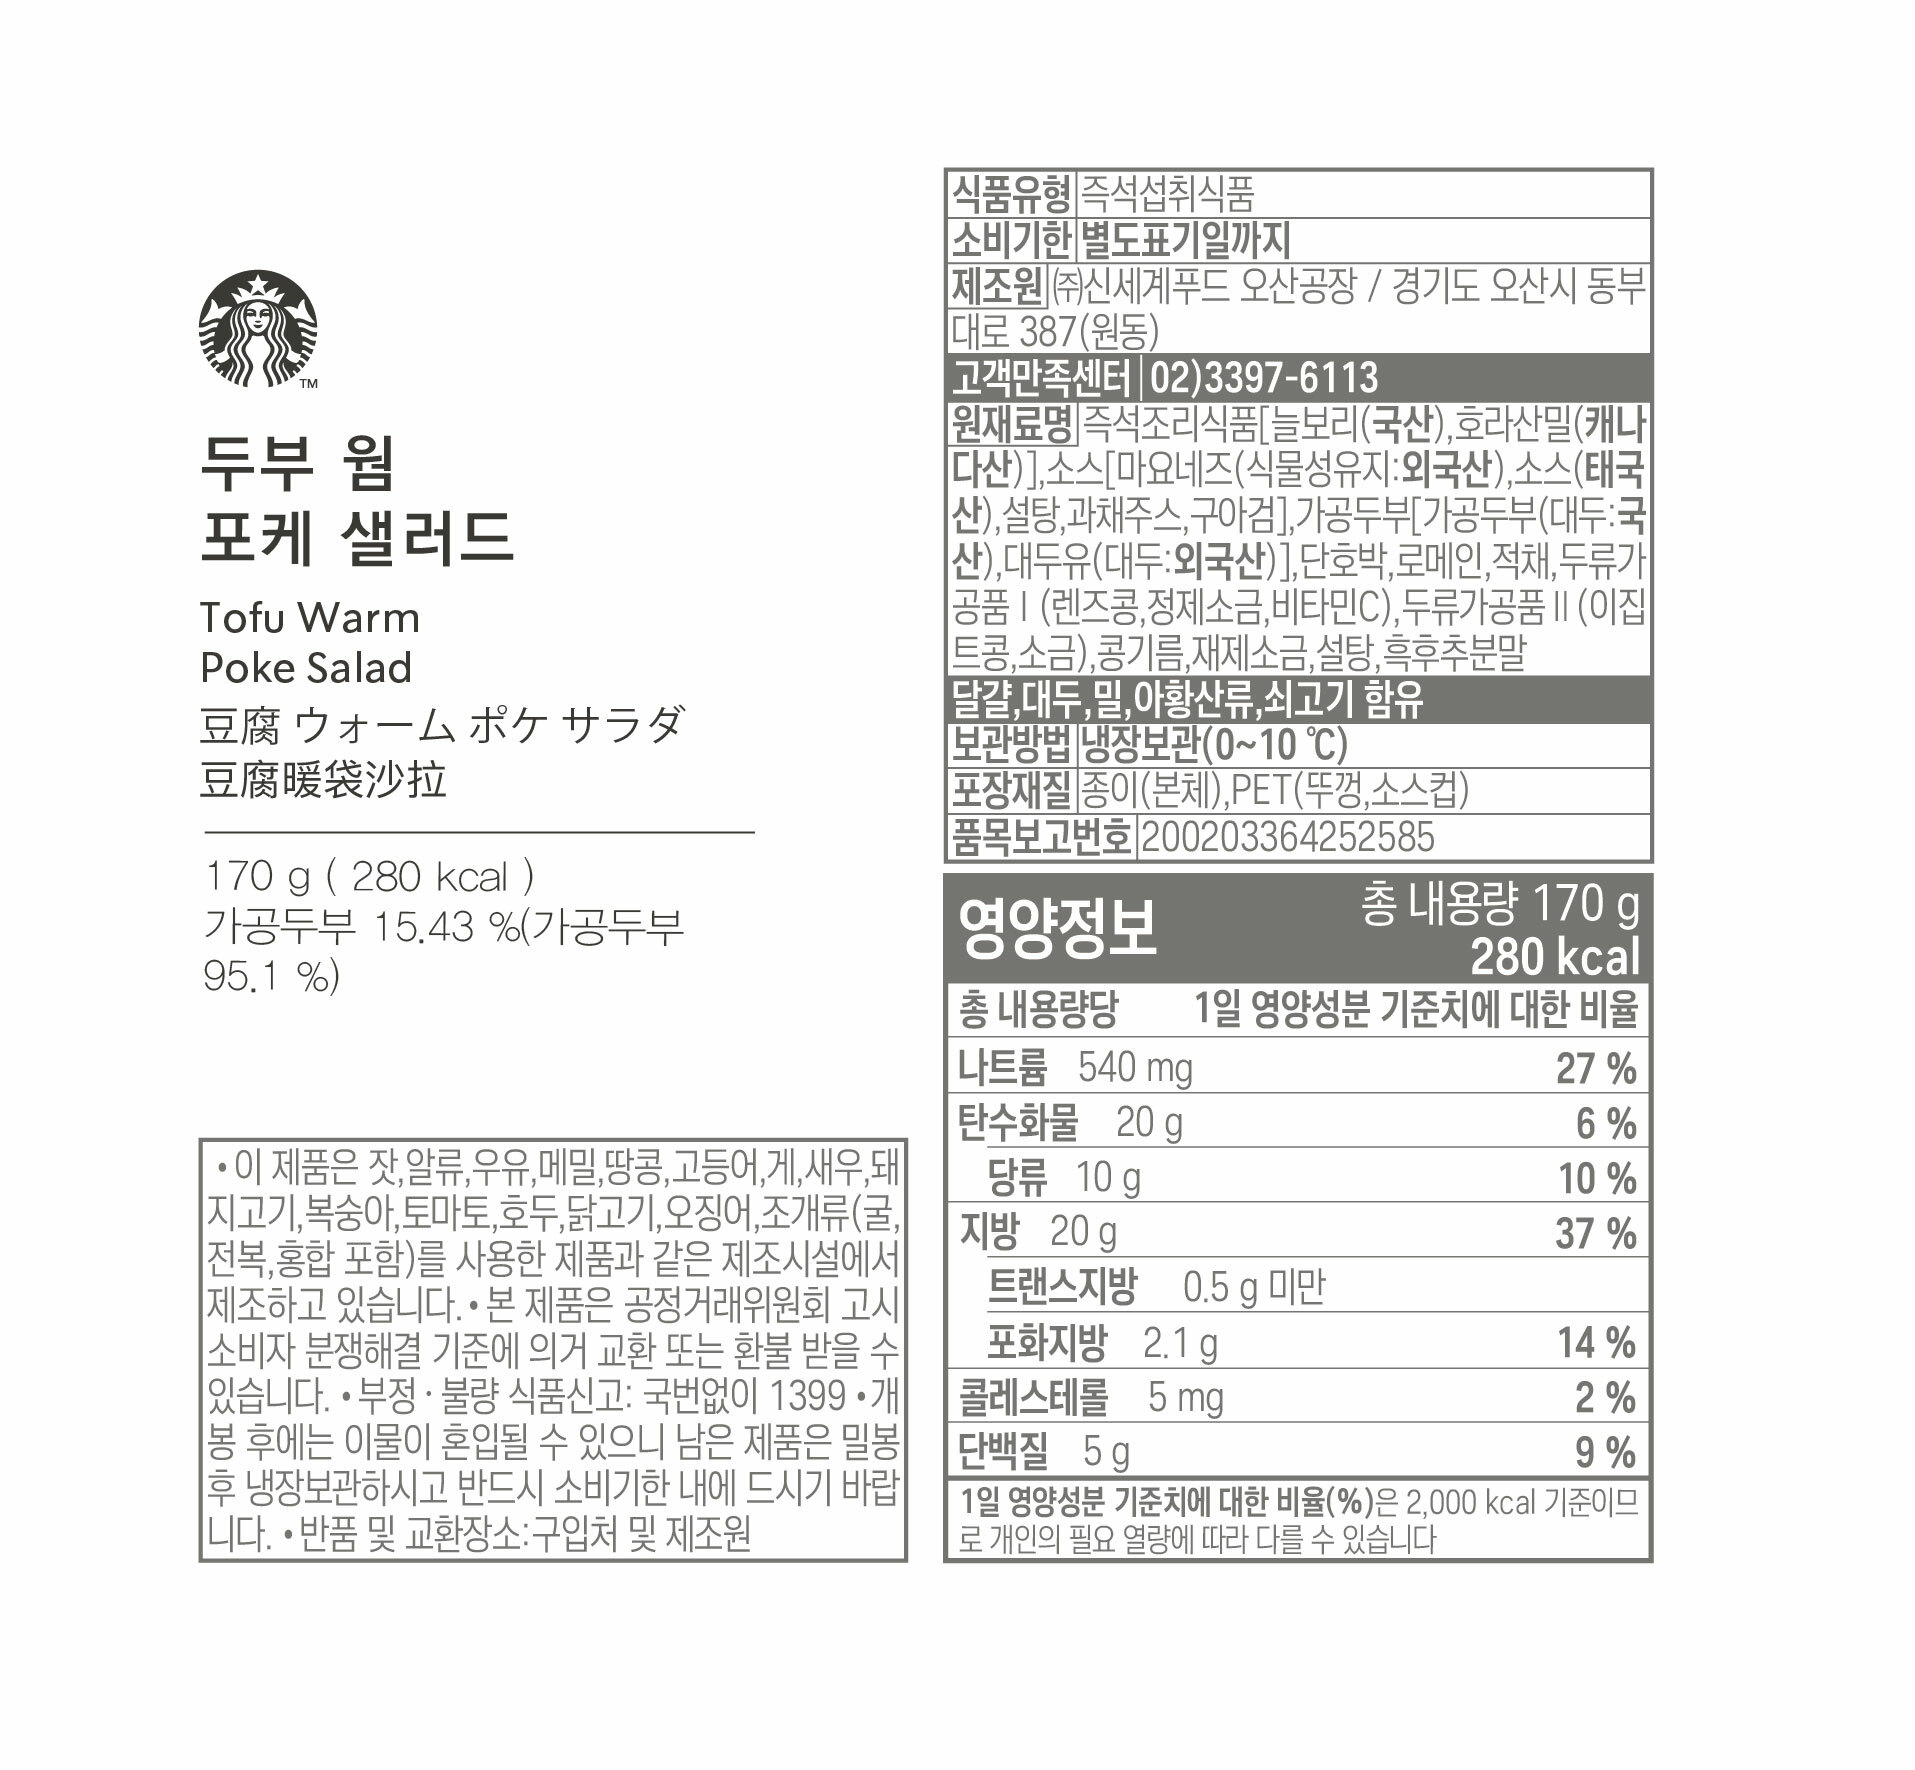 TM
두부 웜
포케 샐러드
Tofu Warm
Poke Salad
豆腐 ウォーム ポケ サラダ
豆腐暖袋沙拉
170 g ( 280 kcal )
가공두부 15.43 %(가공두부
95.1 %)
• 이 제품은 잣,알류,우유,메밀,땅콩,고등어,게,새우,돼
지고기,복숭아,토마토,호두,닭고기,오징어,조개류(굴,
전복,홍합 포함)를 사용한 제품과 같은 제조시설에서
제조하고 있습니다. • 본 제품은 공정거래위원회 고시
소비자 분쟁해결 기준에 의거 교환 또는 환불 받을 수
있습니다. • 부정 · 불량 식품신고: 국번없이 1399 • 개
봉 후에는 이물이 혼입될 수 있으니 남은 제품은 밀봉
후 냉장보관하시고 반드시 소비기한 내에 드시기 바랍
니다. • 반품 및 교환장소:구입처 및 제조원
식품유형 즉석섭취식품
소비기한 별도표기일까지
제조원 ㈜신세계푸드 오산공장 / 경기도 오산시 동부
대로 387(원동)
고객만족센터 02)3397-6113
원재료명 즉석조리식품[늘보리(국산),호라산밀(캐나
다산)],소스[마요네즈(식물성유지:외국산),소스(태국
산),설탕,과채주스,구아검],가공두부[가공두부(대두:국
산),대두유(대두:외국산)],단호박,로메인,적채,두류가
공품Ⅰ(렌즈콩,정제소금,비타민C),두류가공품Ⅱ(이집
트콩,소금),콩기름,재제소금,설탕,흑후추분말
달걀,대두,밀,아황산류,쇠고기 함유
보관방법 냉장보관(0~10 ℃)
포장재질 종이(본체),PET(뚜껑,소스컵)
품목보고번호 200203364252585
영양정보 총 내용량 170 g
280 kcal
총 내용량당 1일 영양성분 기준치에 대한 비율
나트륨 540 mg 27 %
탄수화물 20 g 6 %
당류 10 g 10 %
지방 20 g 37 %
트랜스지방 0.5 g 미만
포화지방 2.1 g 14 %
콜레스테롤 5 mg 2 %
단백질 5 g 9 %
1일 영양성분 기준치에 대한 비율(%)은 2,000 kcal 기준이므
로 개인의 필요 열량에 따라 다를 수 있습니다